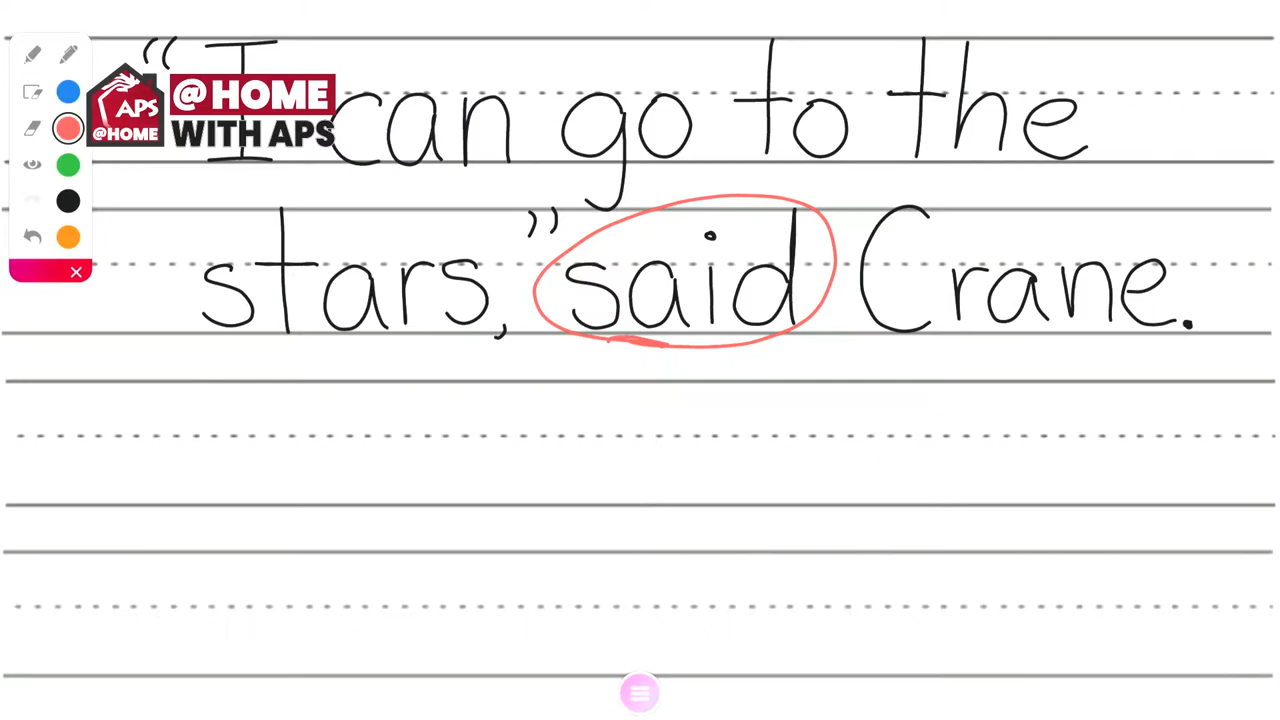 “I can go to the
stars,” said Crane.
APS
@HOME
@HOME
WITH APS